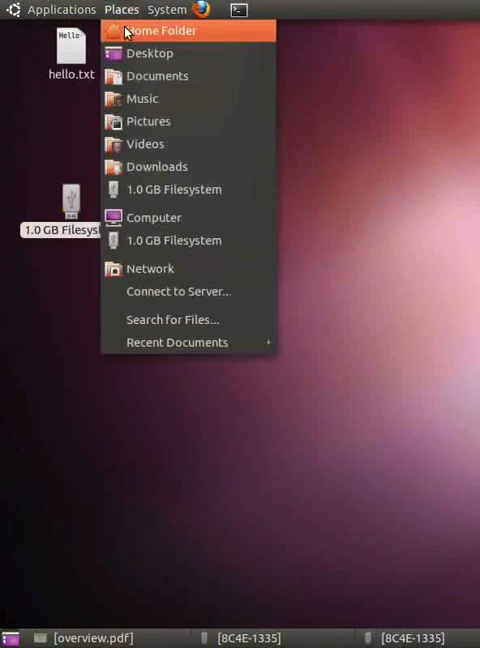 Applications Places System
Hello
hello.txt
Home Folder
Desktop
Documents
Music
Pictures
Videos
Downloads
1.0 GB Filesystem
1.0 GB Filesyst
Computer
1.0 GB Filesystem
Network
Connect to Server...
Search for Files...
Recent Documents
[overview.pdf] [8C4E-1335] [8C4E-1335]